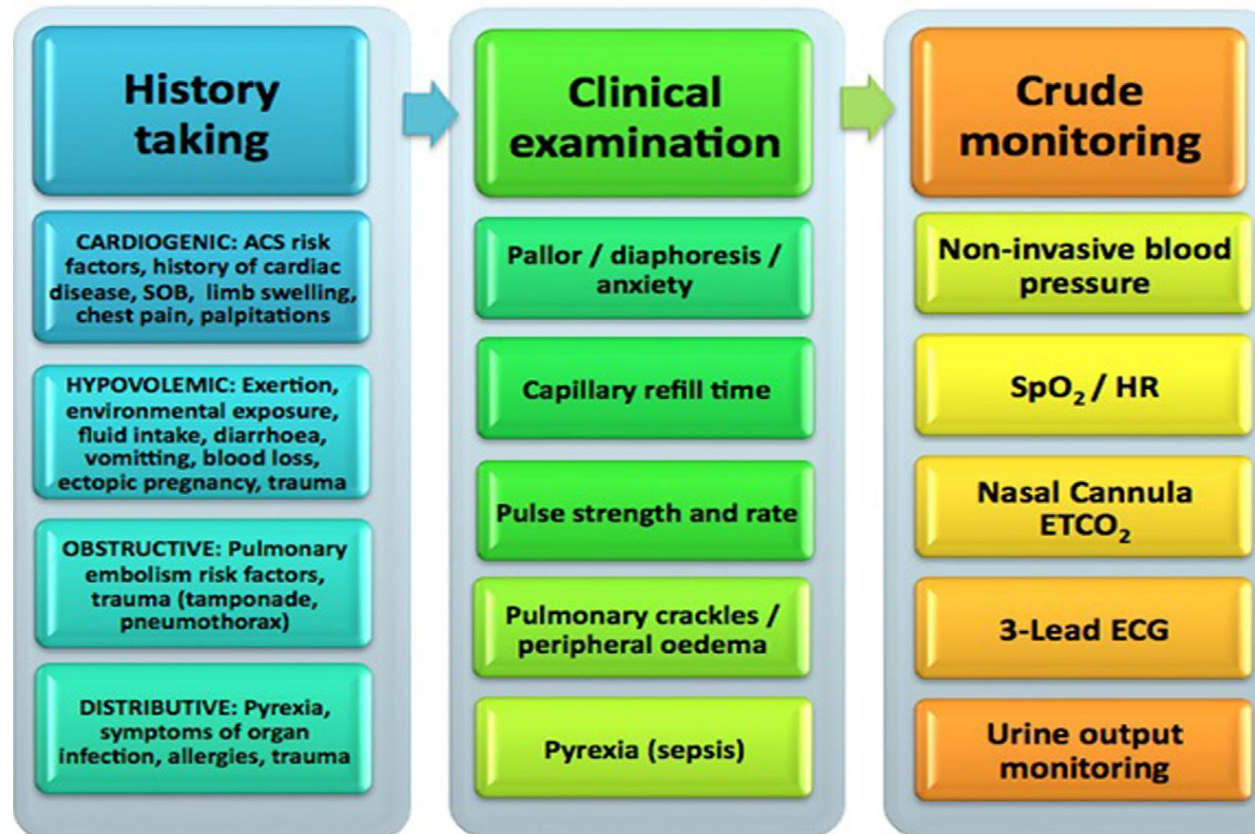 History
taking
CARDIOGENIC: ACS risk
factors, history of cardiac
disease, SOB, limb swelling,
chest pain, palpitations
HYPOVOLEMIC: Exertion,
environmental exposure,
fluid intake, diarrhoea,
vomitting, blood loss,
ectopic pregnancy, trauma
OBSTRUCTIVE: Pulmonary
embolism risk factors,
trauma (tamponade,
pneumothorax)
DISTRIBUTIVE: Pyrexia,
symptoms of organ
infection, allergies, trauma
Clinical
examination
Pallor / diaphoresis /
anxiety
Capillary refill time
Pulse strength and rate
Pulmonary crackles /
peripheral oedema
Pyrexia (sepsis)
Crude
monitoring
Non-invasive blood
pressure
SpO₂ / HR
Nasal Cannula
ETCO₂
3-Lead ECG
Urine output
monitoring